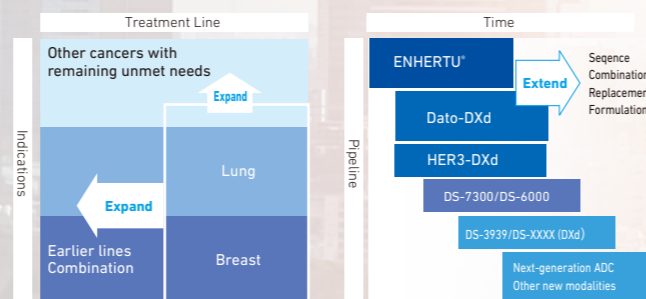 Treatment Line
Indications
Other cancers with
remaining unmet needs
Expand
Lung
Expand
Earlier lines
Combination
Breast
Time
Pipeline
ENHERTU®
Extend
Seqence
Combination
Replacement
Formulation
Dato-DXd
HER3-DXd
DS-7300/DS-6000
DS-3939/DS-XXXX (DXd)
Next-generation ADC
Other new modalities